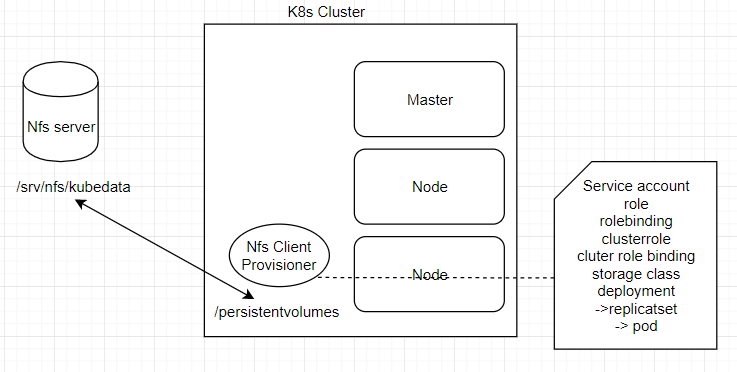 K8s Cluster
Nfs server
/srv/nfs/kubedata
Master
Node
Nfs Client
Provisioner
Node
/persistentvolumes
Service account
role
rolebinding
clusterrole
cluter role binding
storage class
deployment
->replicatset
-> pod